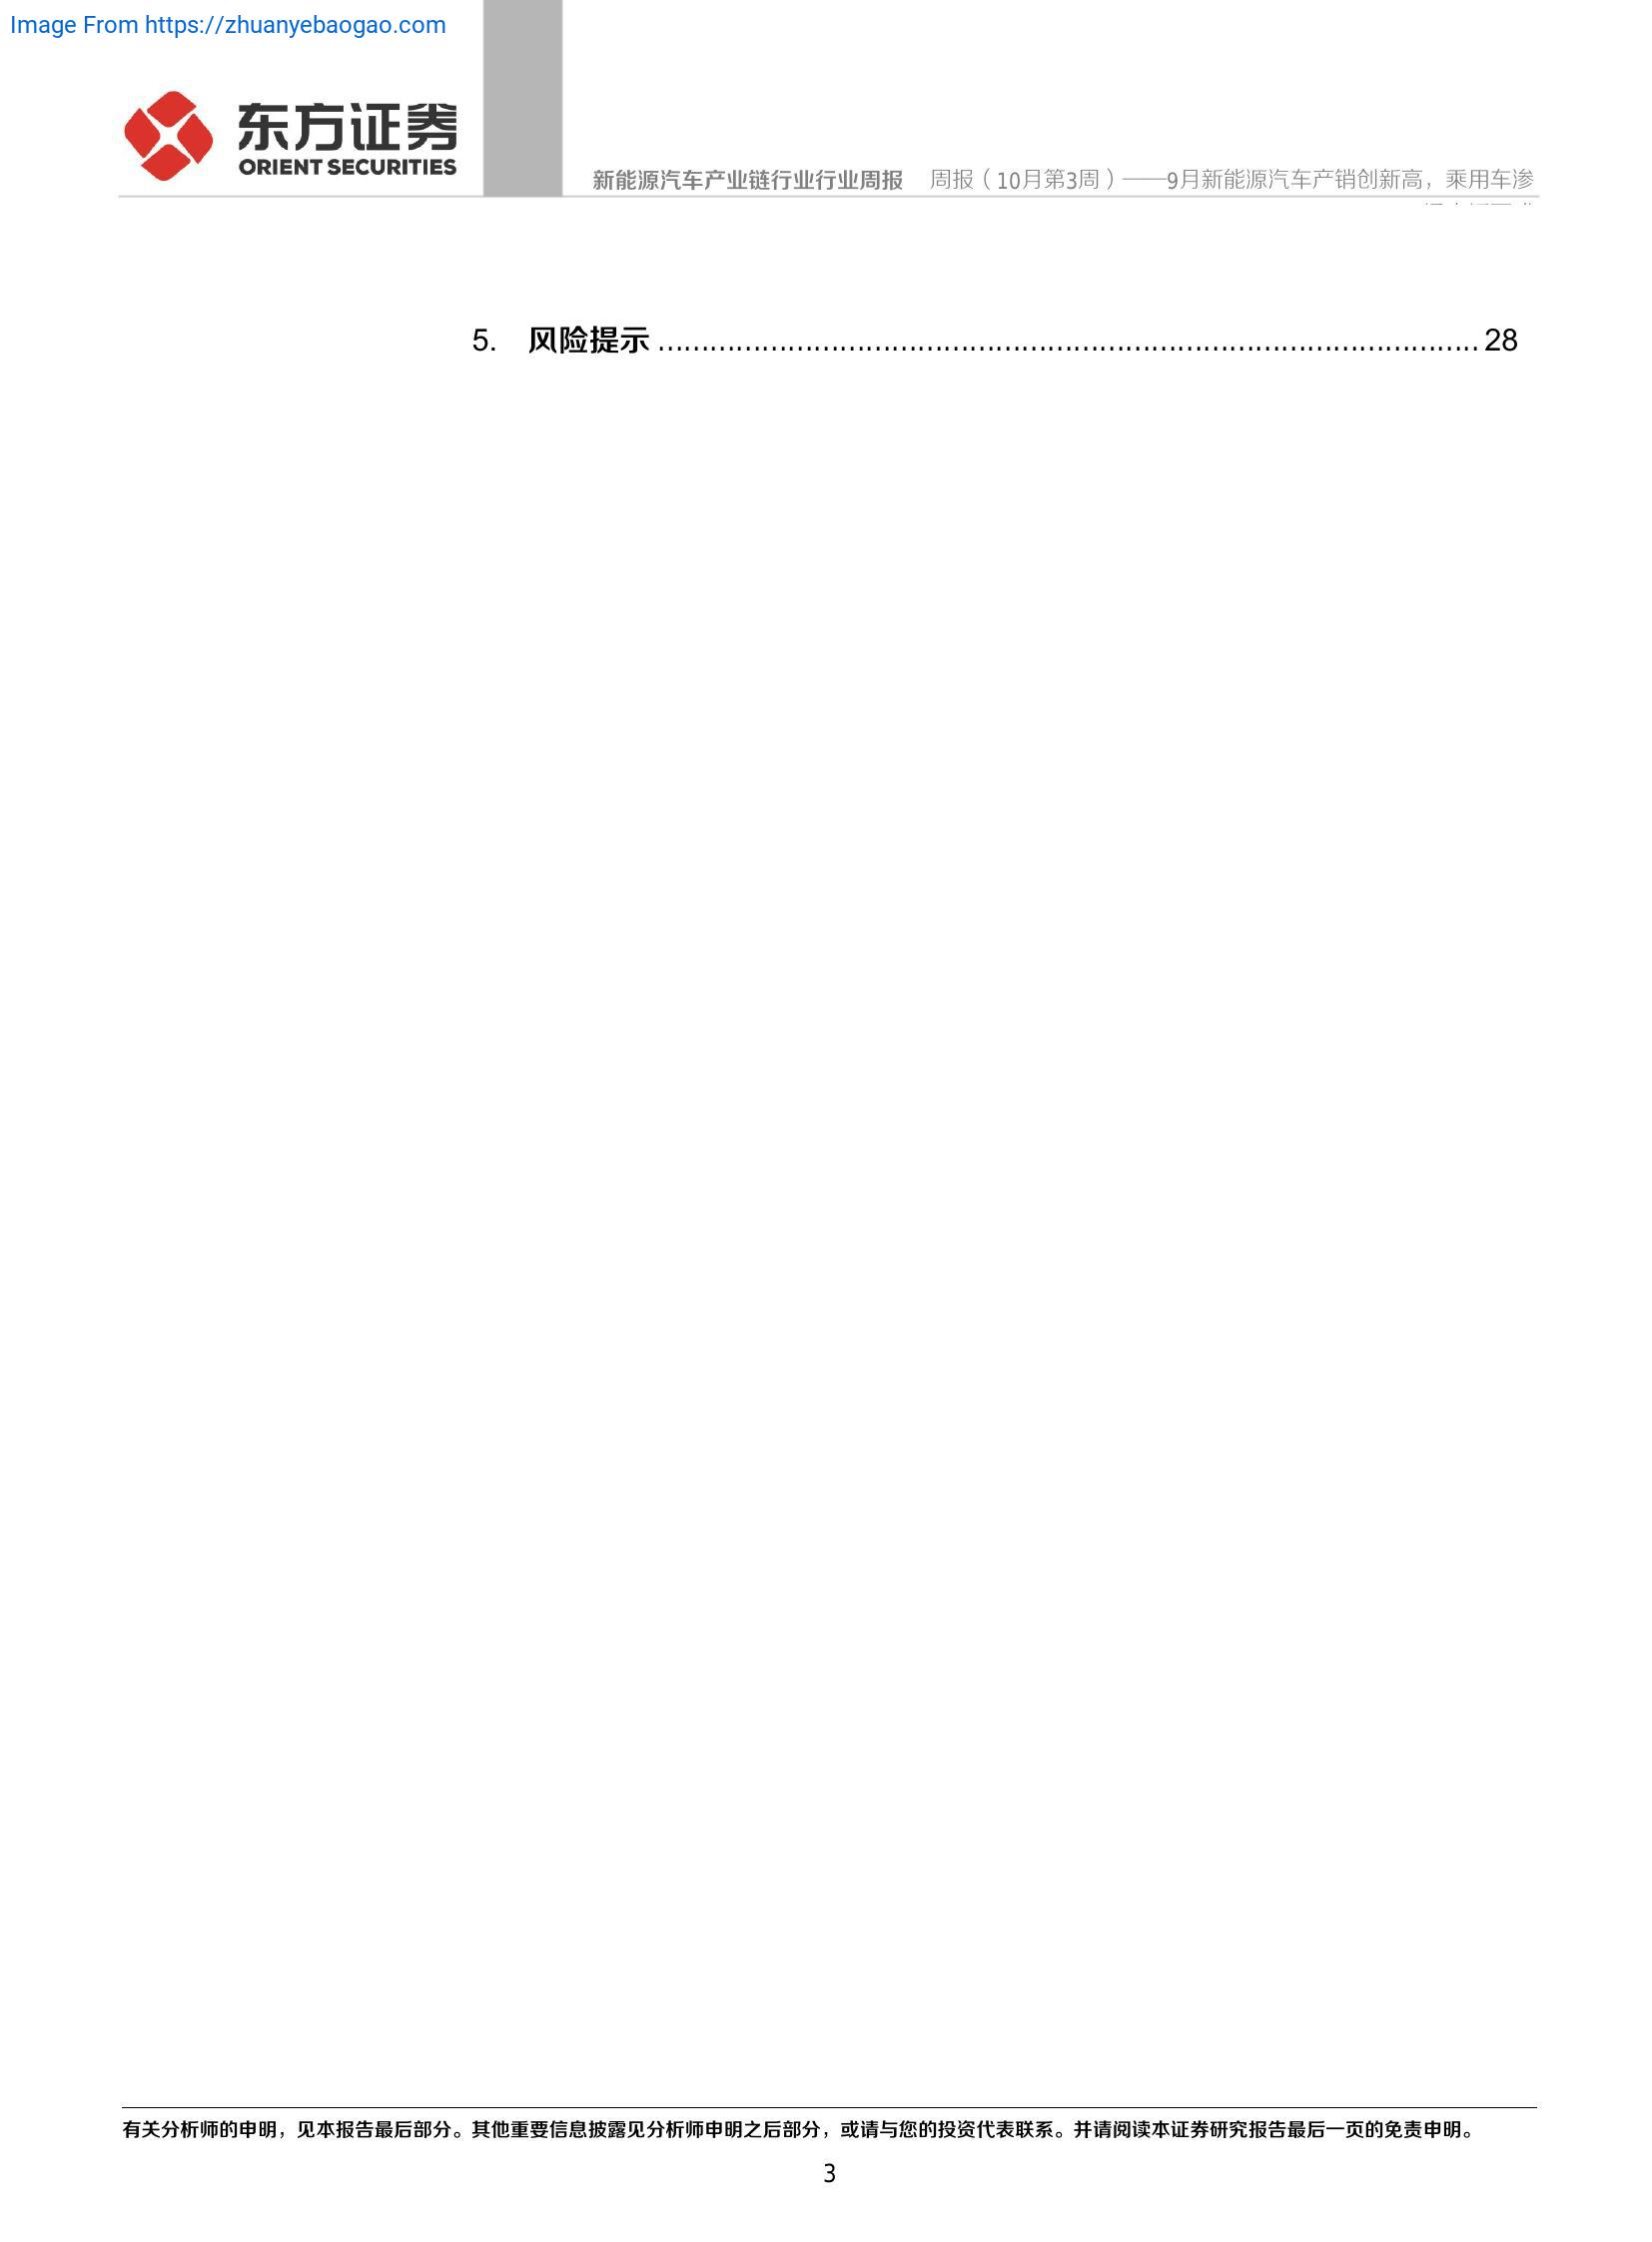 Image From https://zhuanyebaogao.com
东方证券
ORIENT SECURITIES
新能源汽车产业链行业行业周报 周报（10月第3周）——9月新能源汽车产销创新高，乘用车渗
5. 风险提示 ................................................................................................ 28
有关分析师的申明，见本报告最后部分。其他重要信息披露见分析师申明之后部分，或请与您的投资代表联系。并请阅读本证券研究报告最后一页的免责申明。
3